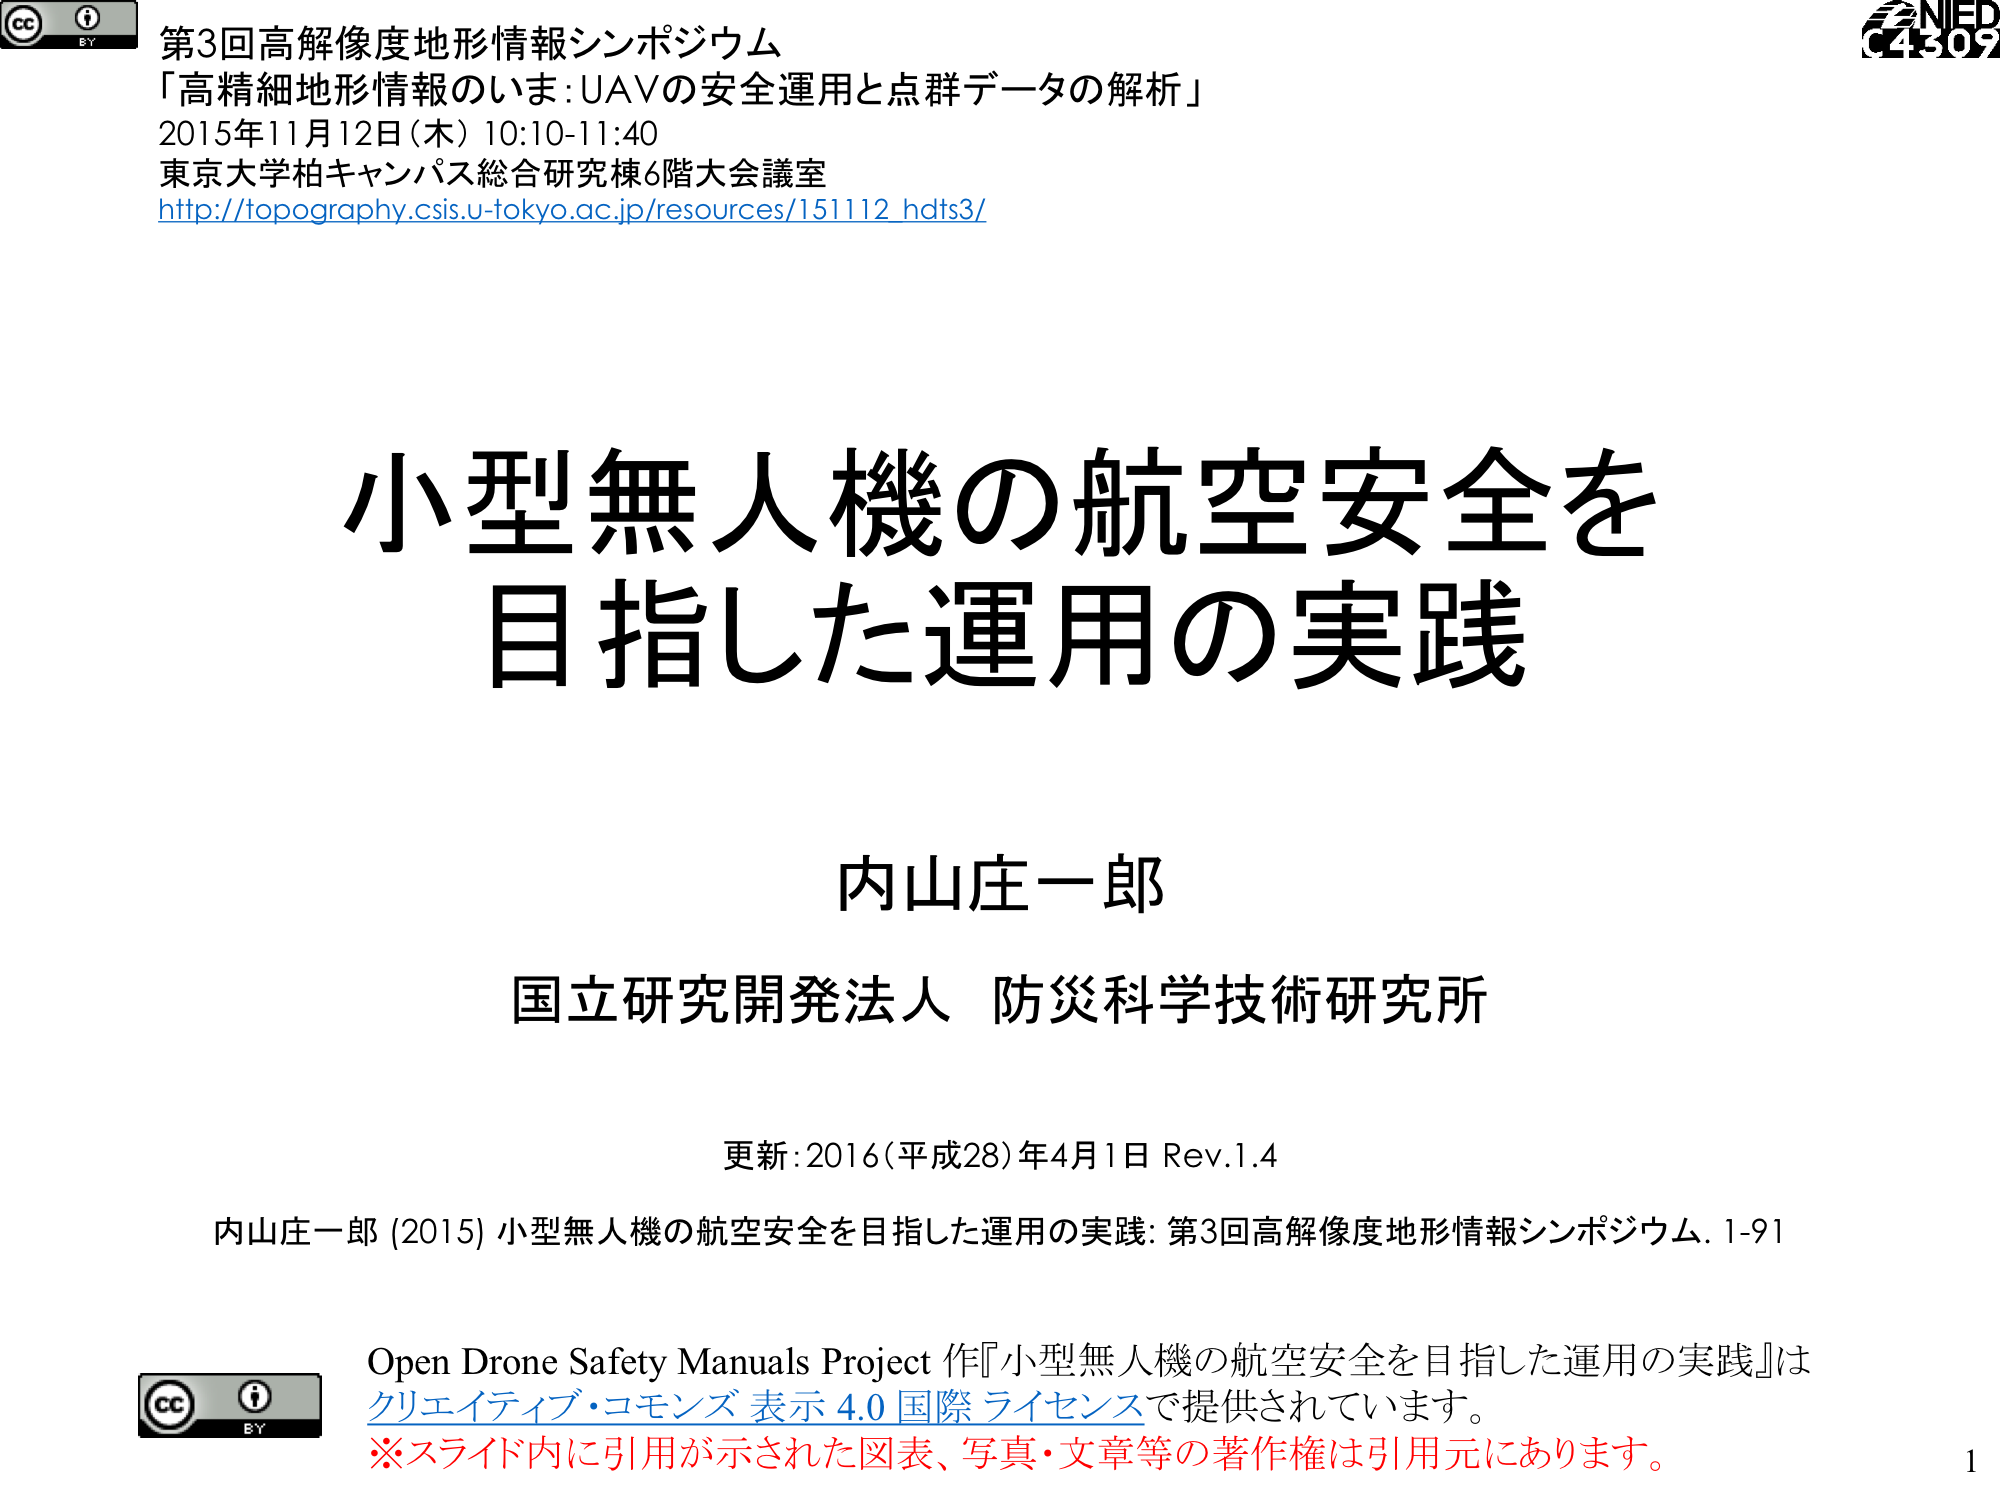 cc BY
第3回高解像度地形情報シンポジウム
「高精細地形情報のいま:UAVの安全運用と点群データの解析」
2015年11月12日(木) 10:10-11:40
東京大学柏キャンパス総合研究棟6階大会議室
http://topography.csis.u-tokyo.ac.jp/resources/151112_hdts3/
NIED
C4309
小型無人機の航空安全を
目指した運用の実践
内山庄一郎
国立研究開発法人 防災科学技術研究所
更新:2016(平成28)年4月1日 Rev.1.4
内山庄一郎 (2015) 小型無人機の航空安全を目指した運用の実践: 第3回高解像度地形情報シンポジウム. 1-91
cc BY
Open Drone Safety Manuals Project 作『小型無人機の航空安全を目指した運用の実践』は
クリエイティブ・コモンズ 表示 4.0 国際 ライセンスで提供されています。
※スライド内に引用が示された図表、写真・文章等の著作権は引用元にあります。
1